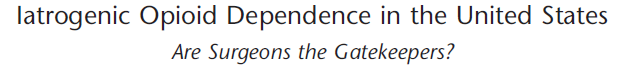 Iatrogenic Opioid Dependence in the United States
Are Surgeons the Gatekeepers?